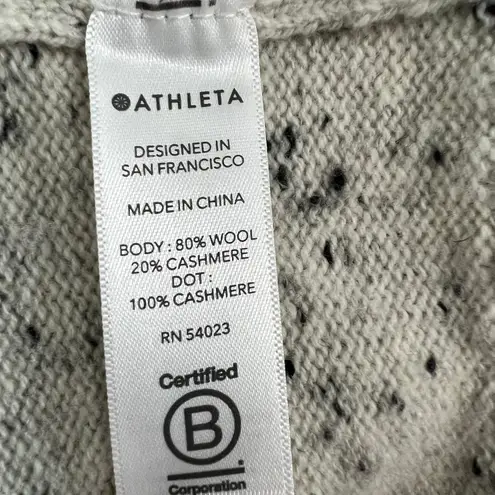 ATHLETA
DESIGNED IN
SAN FRANCISCO
MADE IN CHINA
BODY : 80% WOOL
20% CASHMERE
DOT :
100% CASHMERE
RN 54023
Certified
B
Corporation